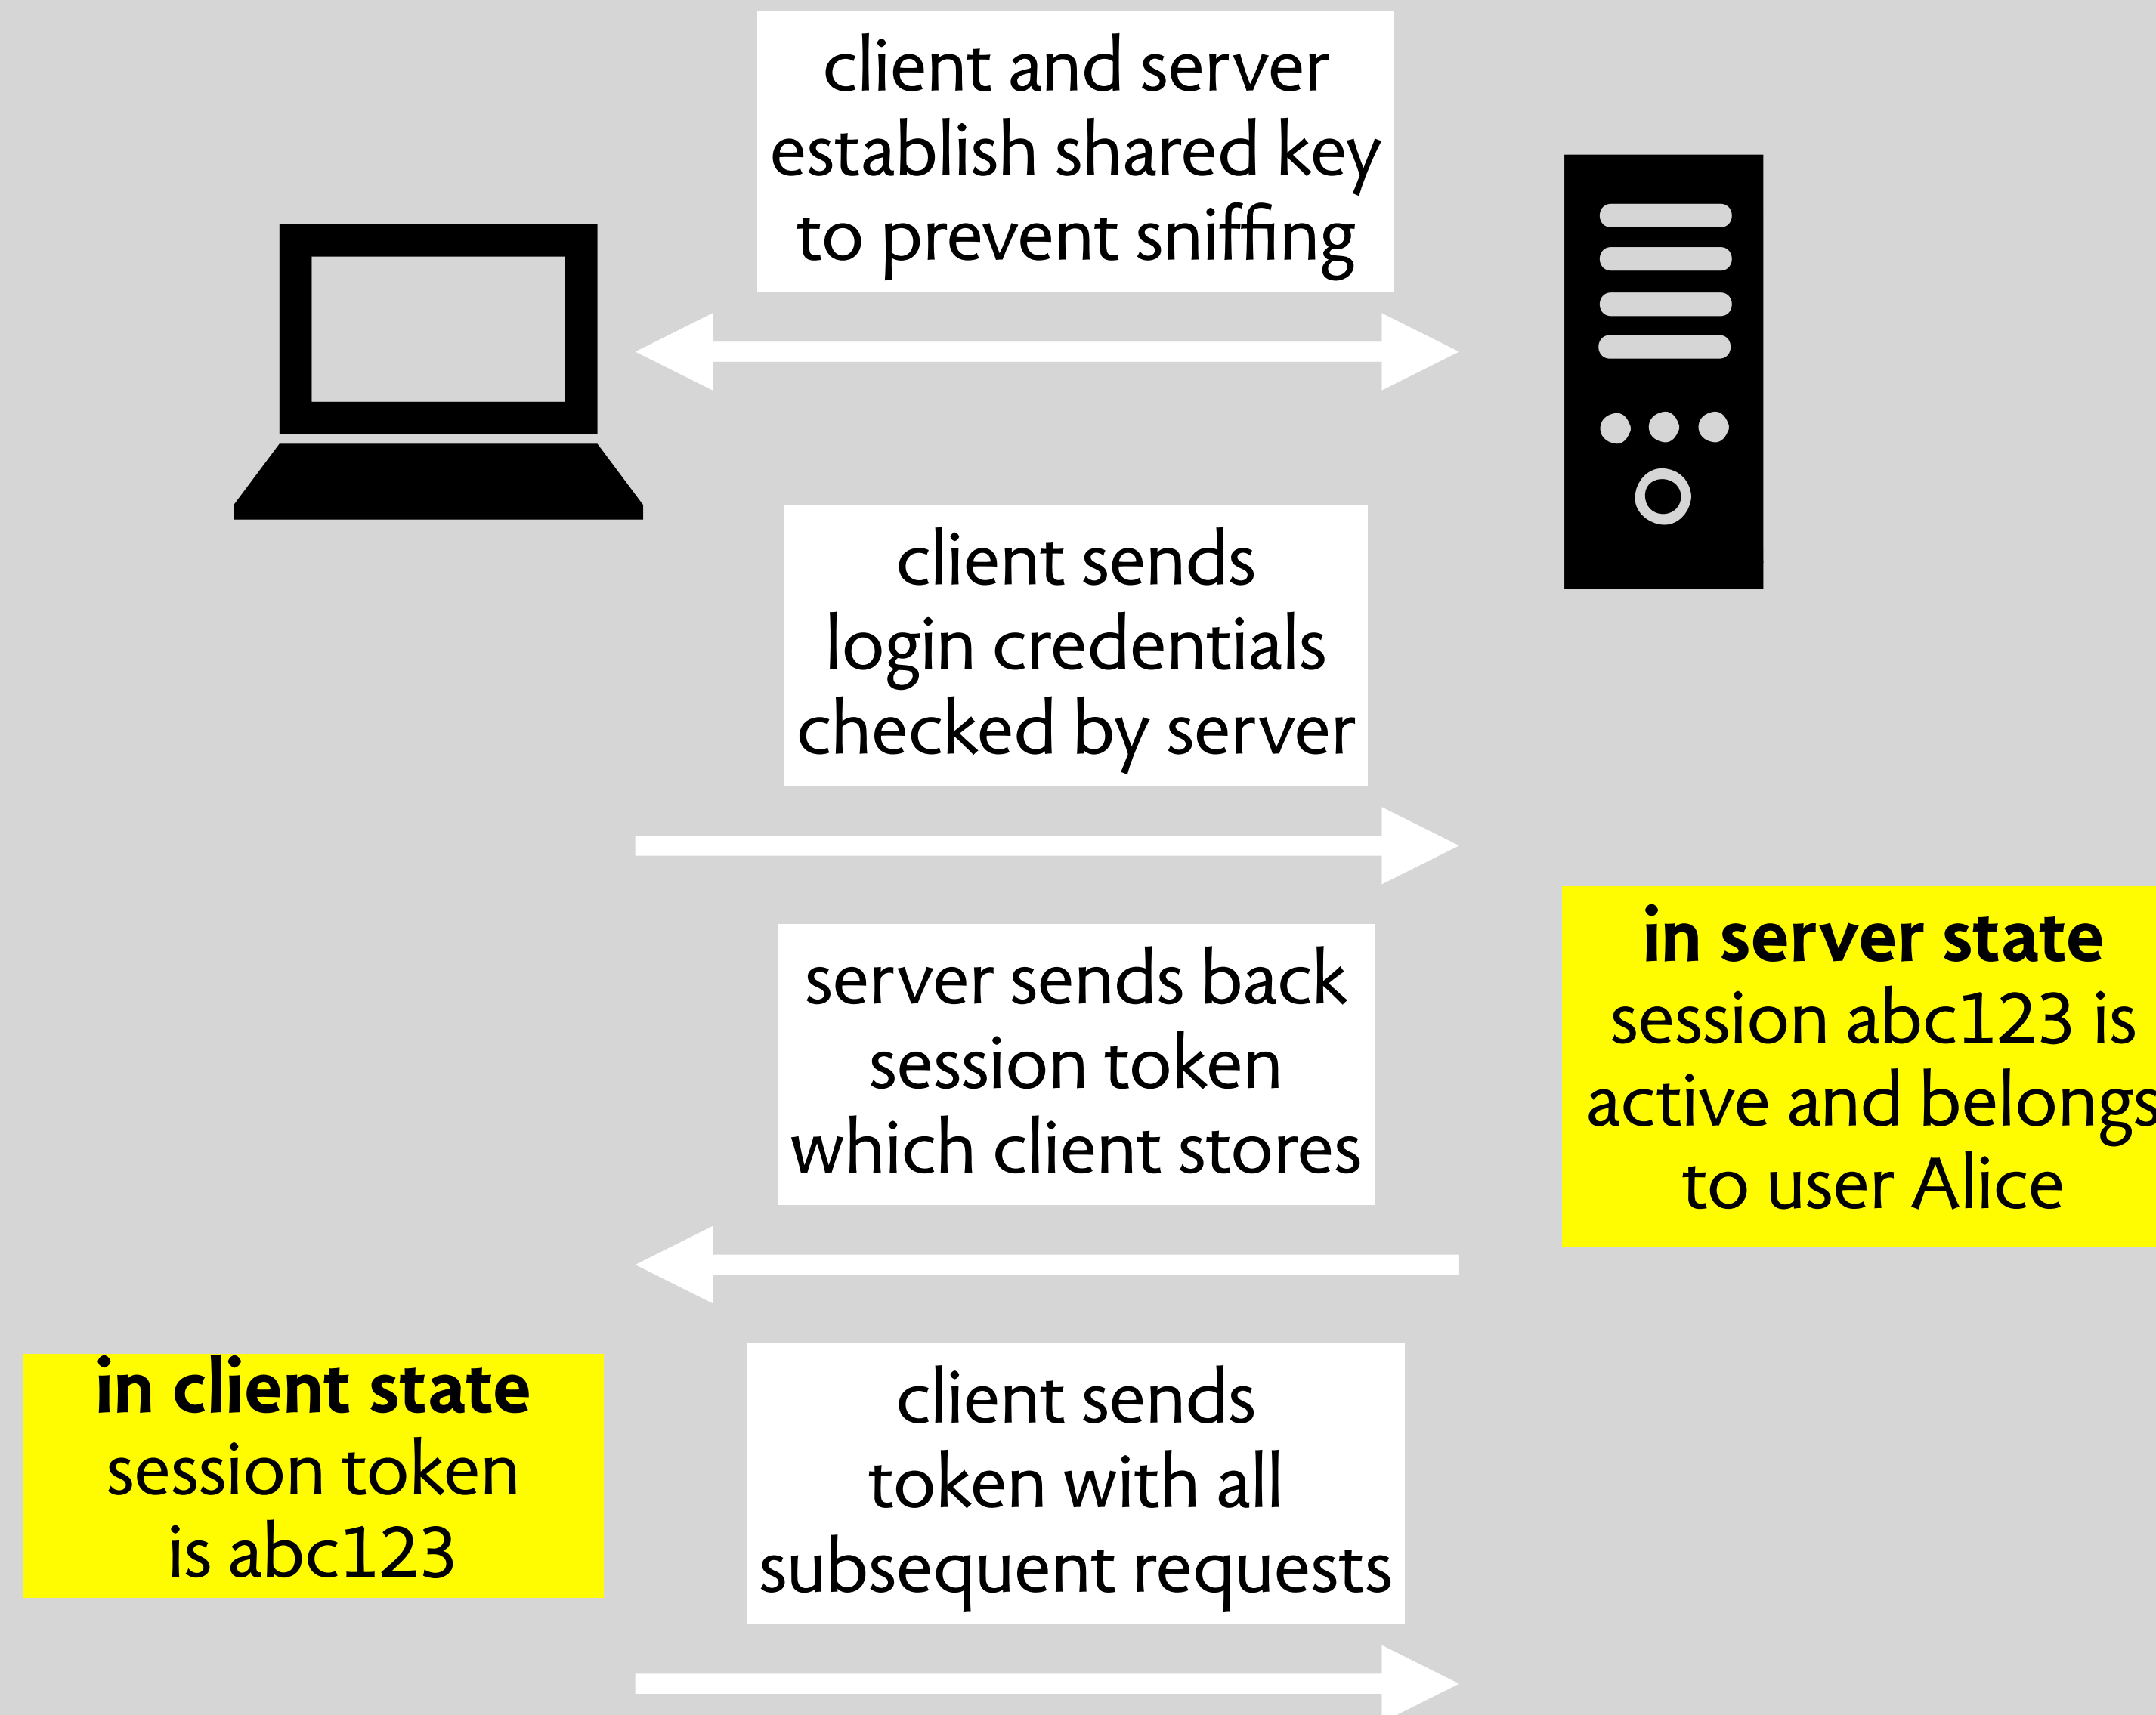 client and server
establish shared key
to prevent sniffing
client sends
login credentials
checked by server
server sends back
session token
which client stores
in server state
session abc123 is
active and belongs
to user Alice
in client state
session token
is abc123
client sends
token with all
subsequent requests